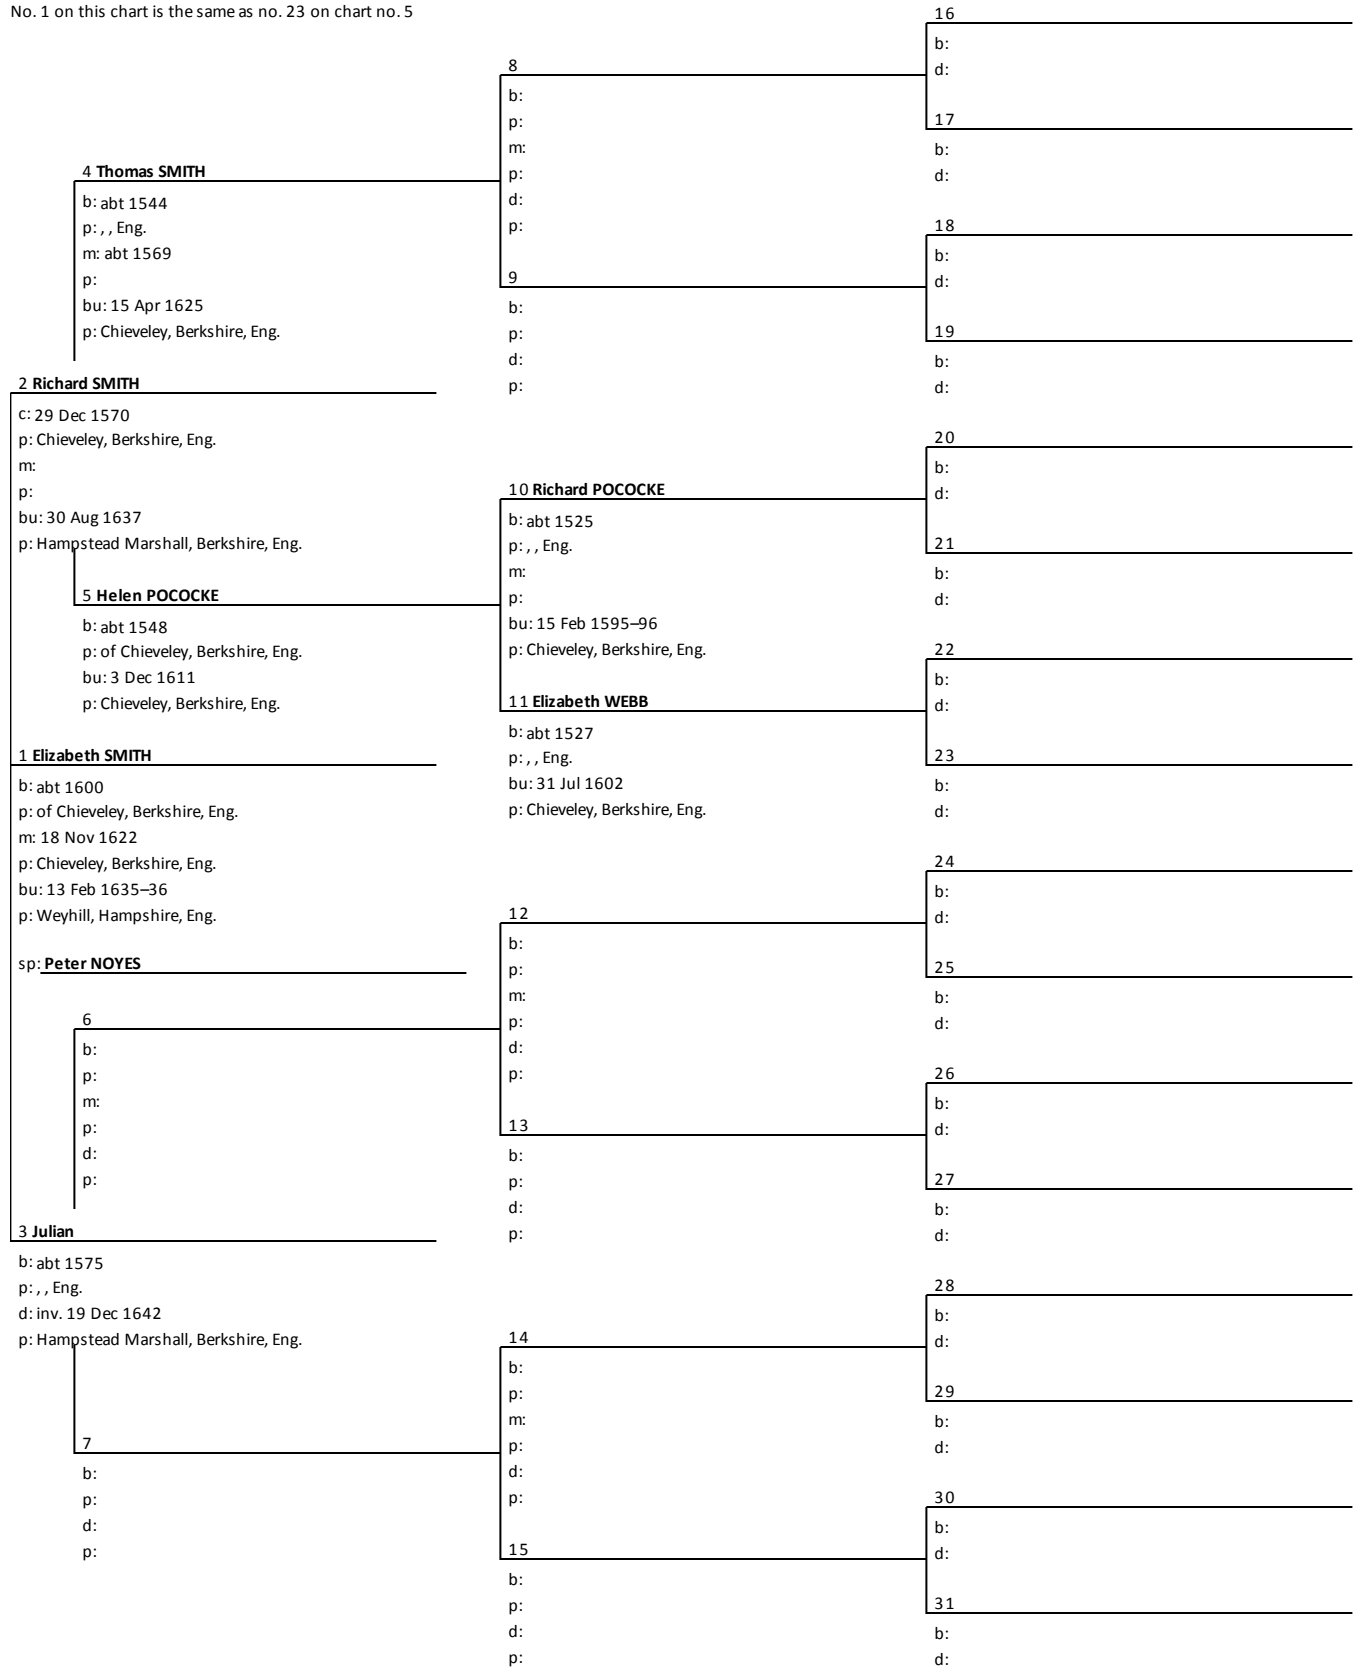 No. 1 on this chart is the same as no. 23 on chart no. 5
4 Thomas SMITH
b: abt 1544
p: , , Eng.
m: abt 1569
p:
bu: 15 Apr 1625
p: Chieveley, Berkshire, Eng.
2 Richard SMITH
c: 29 Dec 1570
p: Chieveley, Berkshire, Eng.
m:
p:
bu: 30 Aug 1637
p: Hampstead Marshall, Berkshire, Eng.
5 Helen POCOCKE
b: abt 1548
p: of Chieveley, Berkshire, Eng.
bu: 3 Dec 1611
p: Chieveley, Berkshire, Eng.
1 Elizabeth SMITH
b: abt 1600
p: of Chieveley, Berkshire, Eng.
m: 18 Nov 1622
p: Chieveley, Berkshire, Eng.
bu: 13 Feb 1635–36
p: Weyhill, Hampshire, Eng.
sp: Peter NOYES
6
b:
p:
m:
p:
d:
p:
3 Julian
b: abt 1575
p: , , Eng.
d: inv. 19 Dec 1642
p: Hampstead Marshall, Berkshire, Eng.
7
b:
p:
d:
p:
8
b:
p:
m:
p:
d:
p:
9
b:
p:
d:
p:
10 Richard POCOCKE
b: abt 1525
p: , , Eng.
m:
p:
bu: 15 Feb 1595–96
p: Chieveley, Berkshire, Eng.
11 Elizabeth WEBB
b: abt 1527
p: , , Eng.
bu: 31 Jul 1602
p: Chieveley, Berkshire, Eng.
12
b:
p:
m:
p:
d:
p:
13
b:
p:
d:
p:
14
b:
p:
m:
p:
d:
p:
15
b:
p:
d:
p:
16
b:
d:
17
b:
d:
18
b:
d:
19
b:
d:
20
b:
d:
21
b:
d:
22
b:
d:
23
b:
d:
24
b:
d:
25
b:
d:
26
b:
d:
27
b:
d:
28
b:
d:
29
b:
d:
30
b:
d:
31
b:
d: